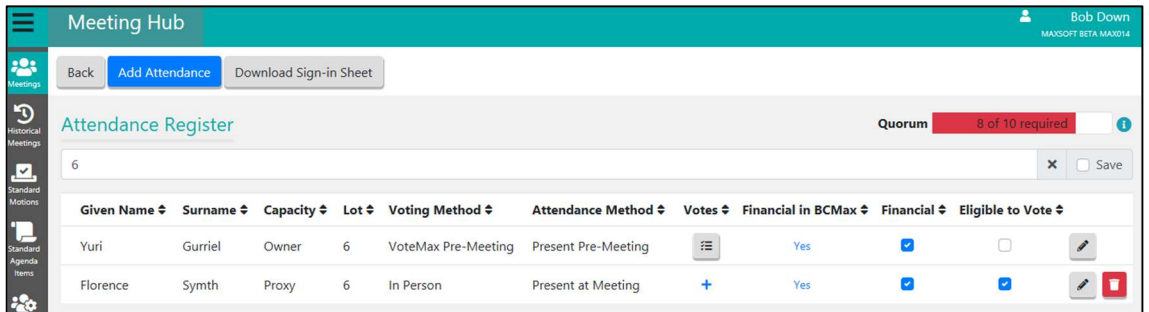 Meeting Hub
Bob Down
MAXSOFT BETA MAX014
Meetings
Historical
Meetings
Standard
Motions
Standard
Agenda
Items
Back Add Attendance Download Sign-in Sheet
Attendance Register
Quorum 8 of 10 required
6
Save
Given Name Surname Capacity Lot Voting Method Attendance Method Votes Financial in BCMax Financial Eligible to Vote
Yuri Gurriel Owner 6 VoteMax Pre-Meeting Present Pre-Meeting Yes
Florence Symth Proxy 6 In Person Present at Meeting + Yes